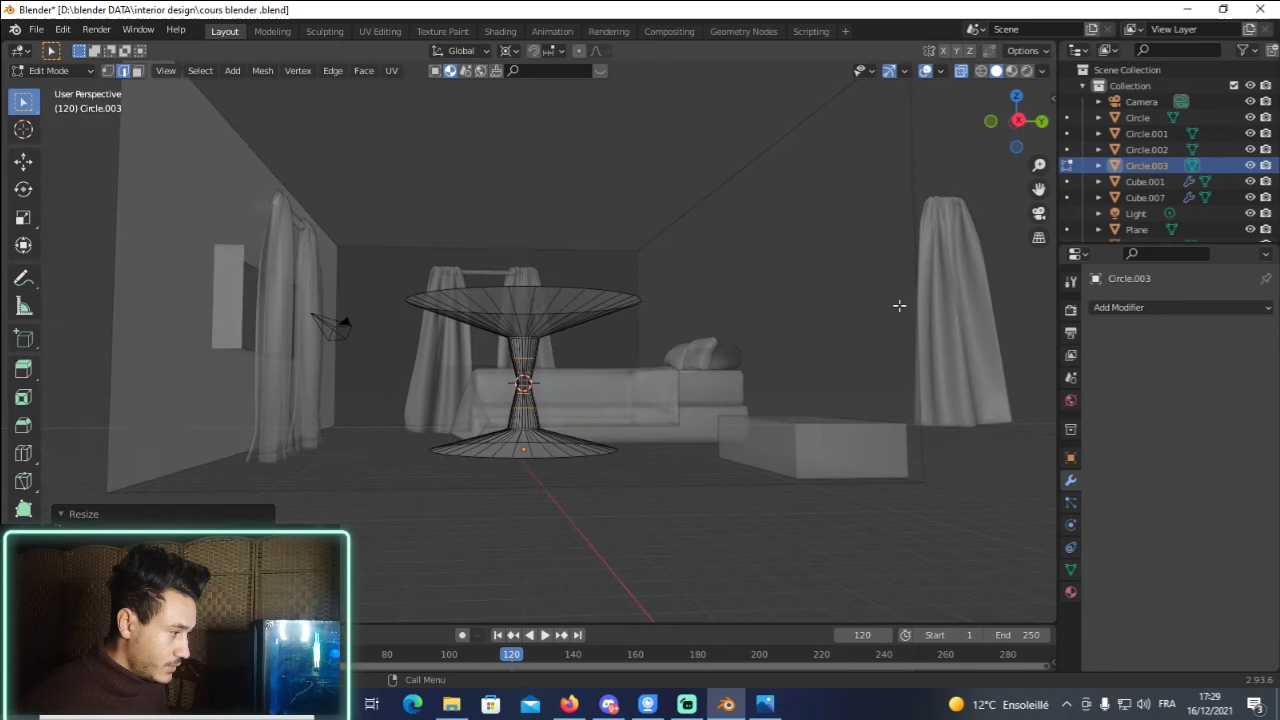 Blender* [D:\blender DATA\interior design\cours blender .blend]
File Edit Render Window Help Layout Modeling Sculpting UV Editing Texture Paint Shading Animation Rendering Compositing Geometry Nodes Scripting + Scene View Layer
Global X Y Z Options
Edit Mode View Select Add Mesh Vertex Edge Face UV
User Perspective
(120) Circle.003
Z
X
Y
Scene Collection
Collection
Camera
Circle
Circle.001
Circle.002
Circle.003
Cube.001
Cube.007
Light
Plane
Circle.003
Add Modifier
Resize
120 Start 1 End 250
80 100 120 140 160 180 200 220 240 260 280
Call Menu 2.93.6
12°C Ensoleillé FRA 17:29
16/12/2021
3